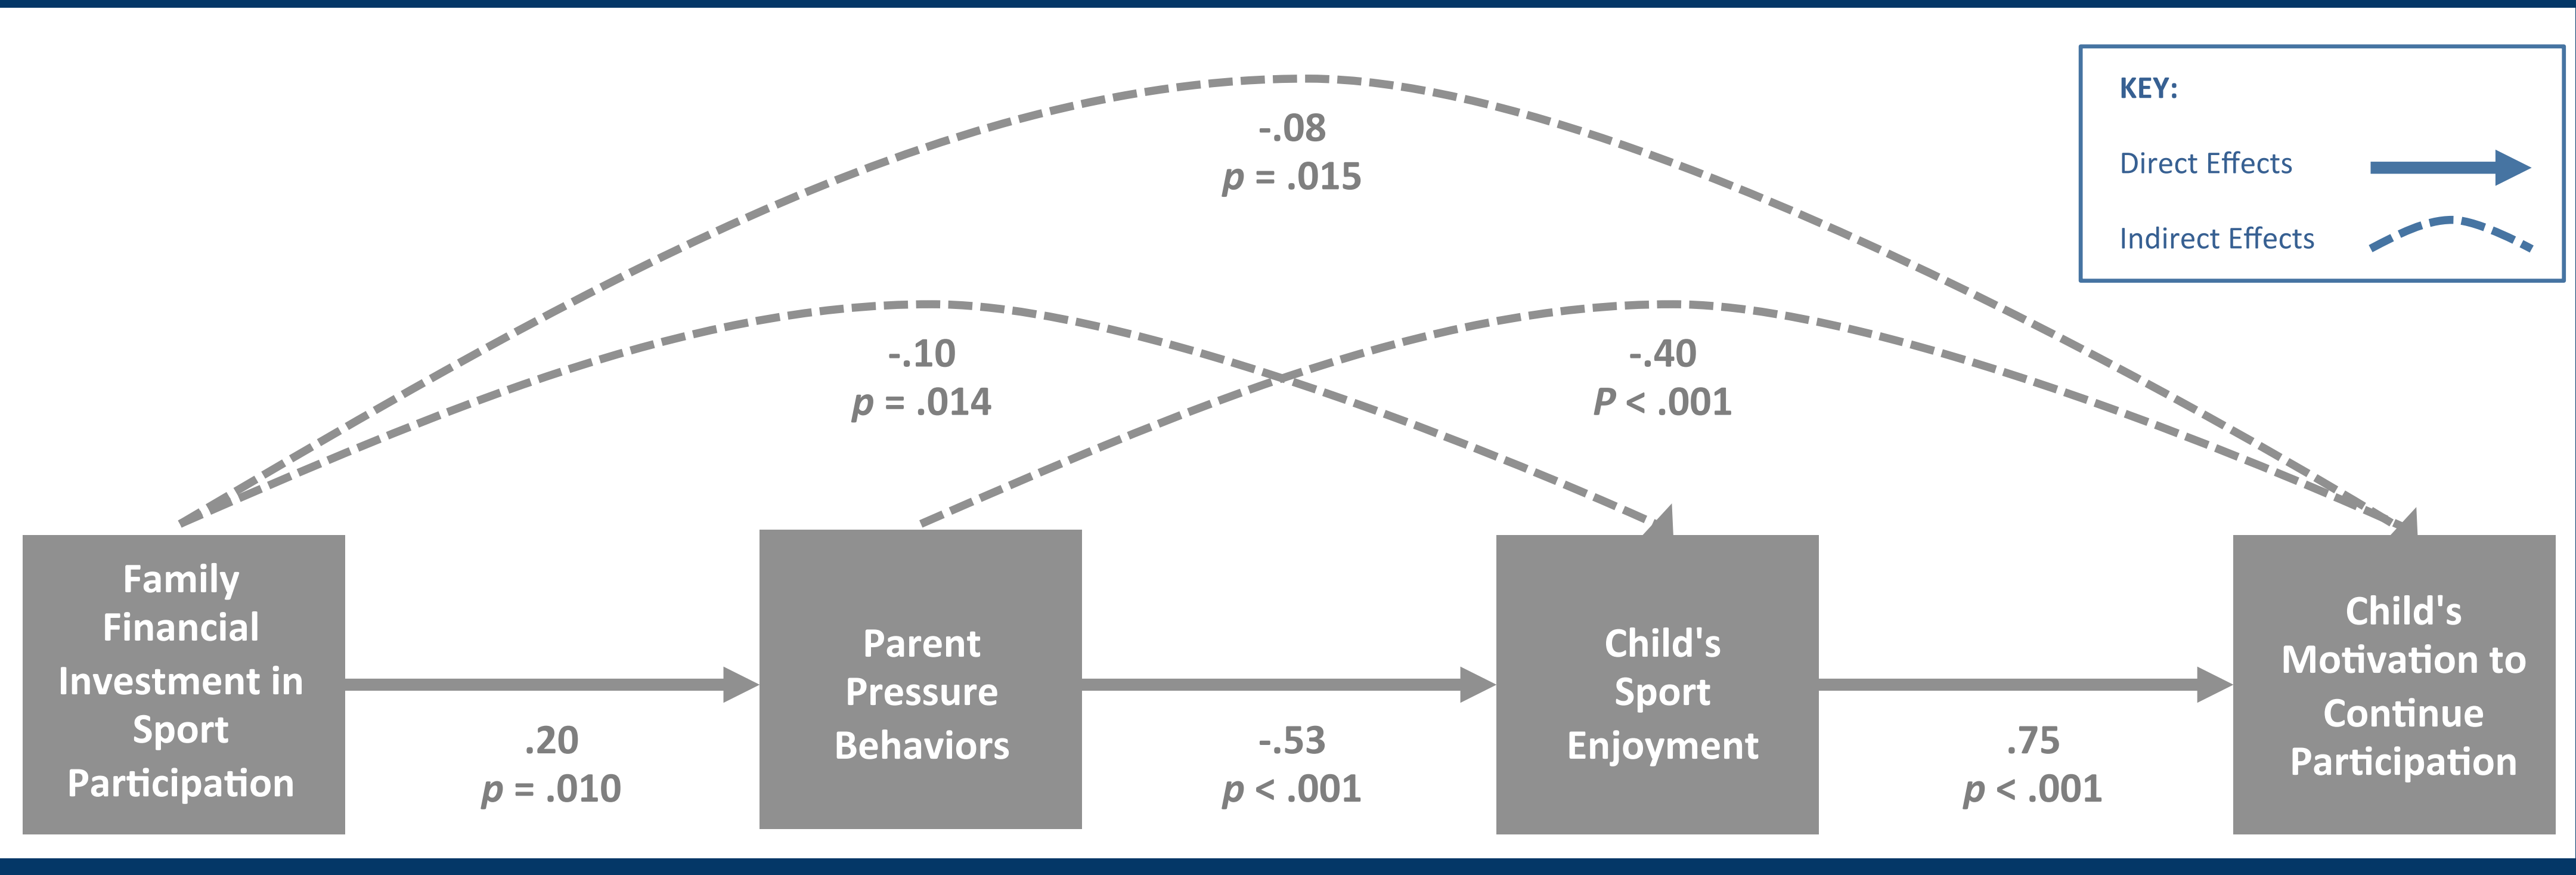 KEY:
Direct Effects
Indirect Effects
-.08
p = .015
-.10
p = .014
-.40
P < .001
Family
Financial
Investment in
Sport
Participation
.20
p = .010
Parent
Pressure
Behaviors
-.53
p < .001
Child's
Sport
Enjoyment
.75
p < .001
Child's
Motivation to
Continue
Participation